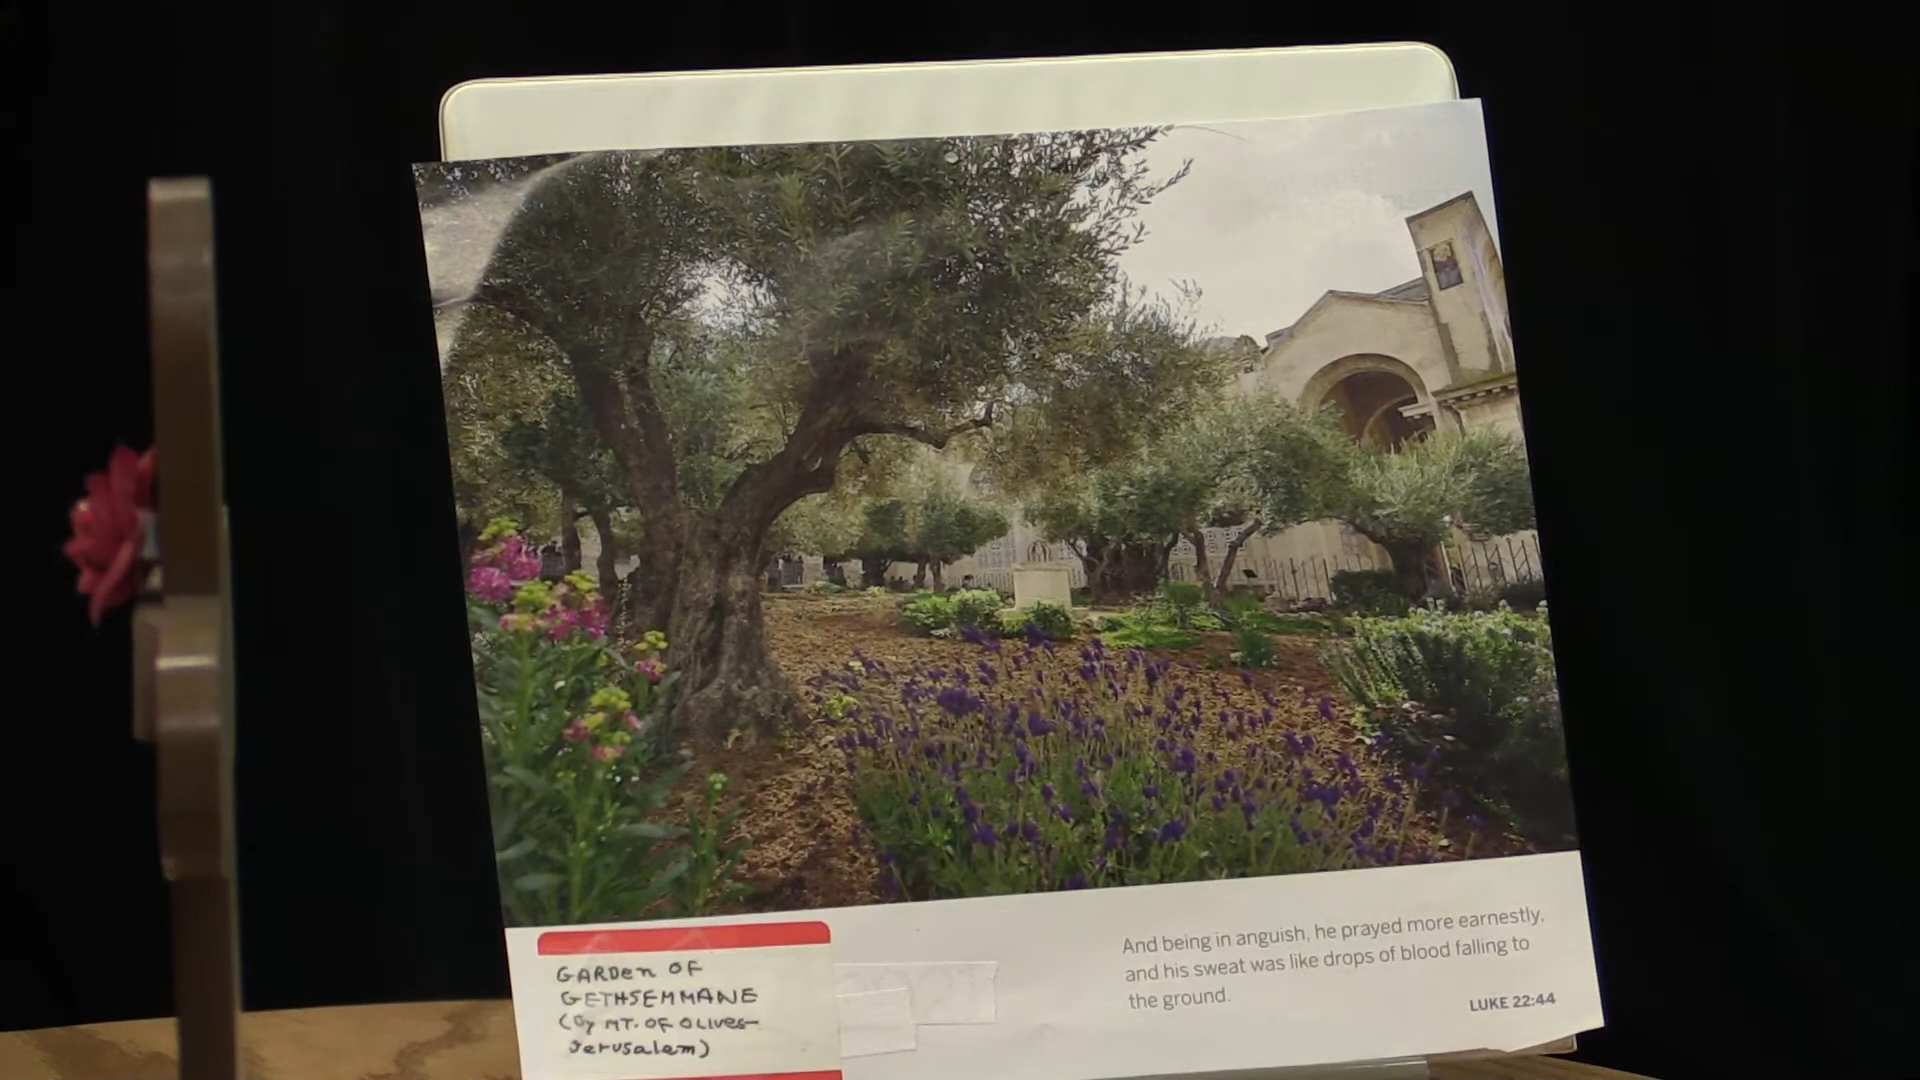 GARDEN OF
GETHSEMMANE
(By MT. OF OLIVES-
Jerusalem)
And being in anguish, he prayed more earnestly,
and his sweat was like drops of blood falling to
the ground.
LUKE 22:44